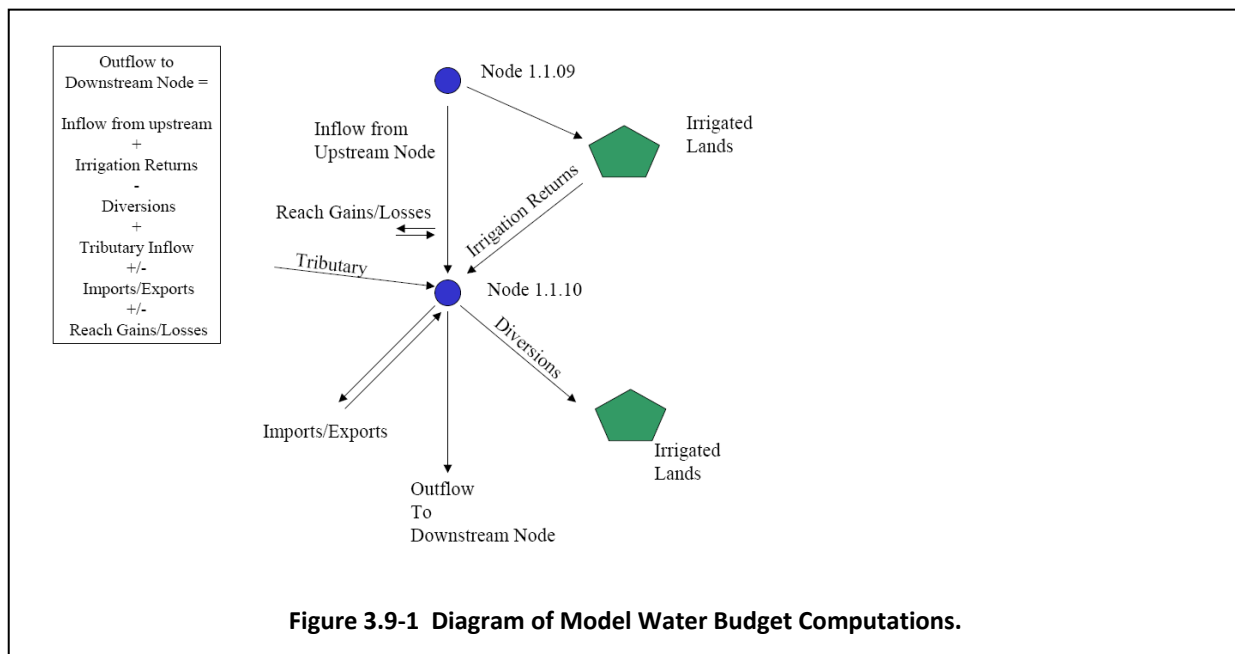 Outflow to
Downstream Node =
Inflow from upstream
+
Irrigation Returns
-
Diversions
+
Tributary Inflow
+/-
Imports/Exports
+/-
Reach Gains/Losses
Node 1.1.09
Inflow from
Upstream Node
Irrigated
Lands
Irrigation Returns
Reach Gains/Losses
Tributary
Node 1.1.10
Diversions
Imports/Exports
Irrigated
Lands
Outflow
To
Downstream Node
Figure 3.9-1 Diagram of Model Water Budget Computations.